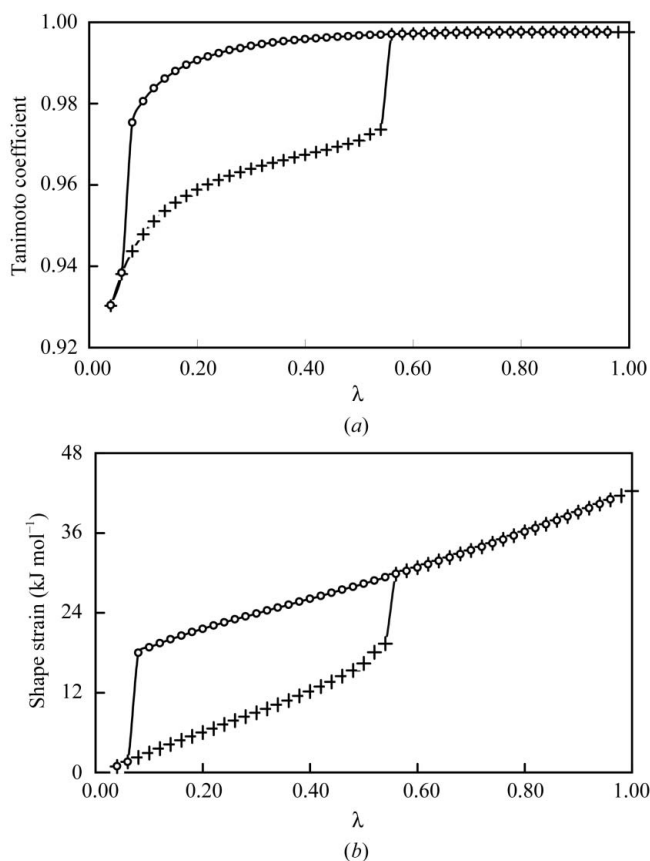 1.00
0.98
0.96
0.94
0.92
Tanimoto coefficient
0.00 0.20 0.40 0.60 0.80 1.00
λ
(a)
48
36
24
12
0
Shape strain (kJ mol⁻¹)
0.00 0.20 0.40 0.60 0.80 1.00
λ
(b)